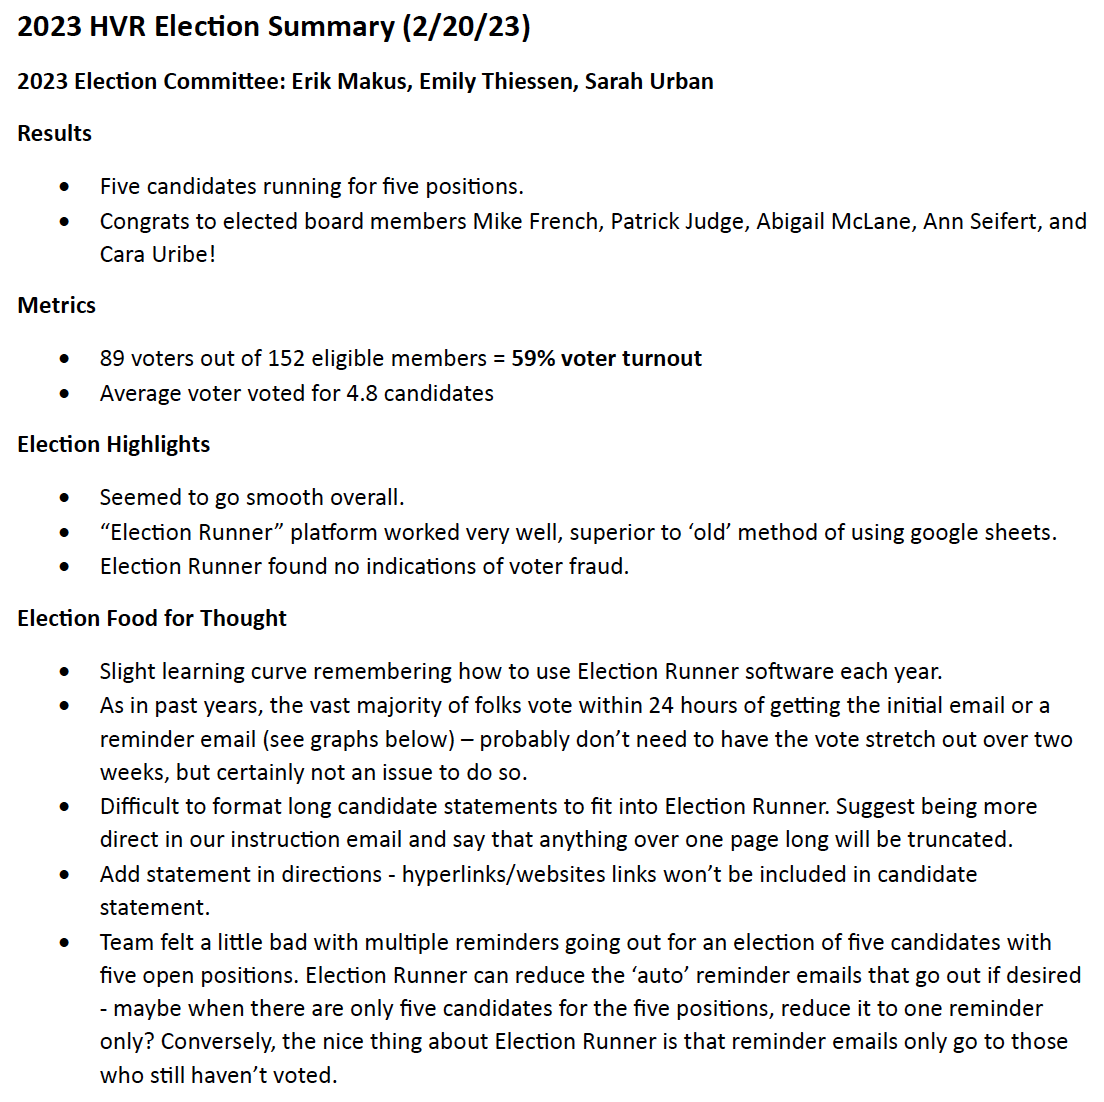 2023 HVR Election Summary (2/20/23)
2023 Election Committee: Erik Makus, Emily Thiessen, Sarah Urban
Results
• Five candidates running for five positions.
• Congrats to elected board members Mike French, Patrick Judge, Abigail McLane, Ann Seifert, and
Cara Uribe!
Metrics
• 89 voters out of 152 eligible members = 59% voter turnout
• Average voter voted for 4.8 candidates
Election Highlights
• Seemed to go smooth overall.
• “Election Runner” platform worked very well, superior to ‘old’ method of using google sheets.
• Election Runner found no indications of voter fraud.
Election Food for Thought
• Slight learning curve remembering how to use Election Runner software each year.
• As in past years, the vast majority of folks vote within 24 hours of getting the initial email or a
reminder email (see graphs below) – probably don’t need to have the vote stretch out over two
weeks, but certainly not an issue to do so.
• Difficult to format long candidate statements to fit into Election Runner. Suggest being more
direct in our instruction email and say that anything over one page long will be truncated.
• Add statement in directions - hyperlinks/websites links won’t be included in candidate
statement.
• Team felt a little bad with multiple reminders going out for an election of five candidates with
five open positions. Election Runner can reduce the ‘auto’ reminder emails that go out if desired
- maybe when there are only five candidates for the five positions, reduce it to one reminder
only? Conversely, the nice thing about Election Runner is that reminder emails only go to those
who still haven’t voted.